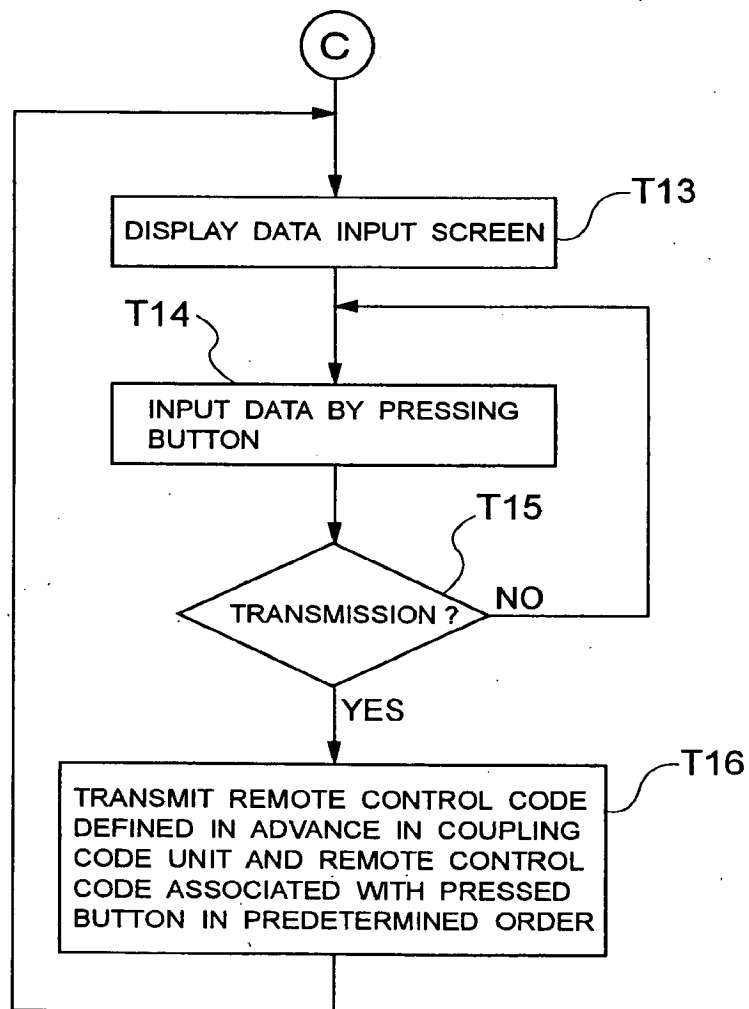 C
T13
DISPLAY DATA INPUT SCREEN
T14
INPUT DATA BY PRESSING
BUTTON
T15
TRANSMISSION ?
NO
YES
T16
TRANSMIT REMOTE CONTROL CODE
DEFINED IN ADVANCE IN COUPLING
CODE UNIT AND REMOTE CONTROL
CODE ASSOCIATED WITH PRESSED
BUTTON IN PREDETERMINED ORDER